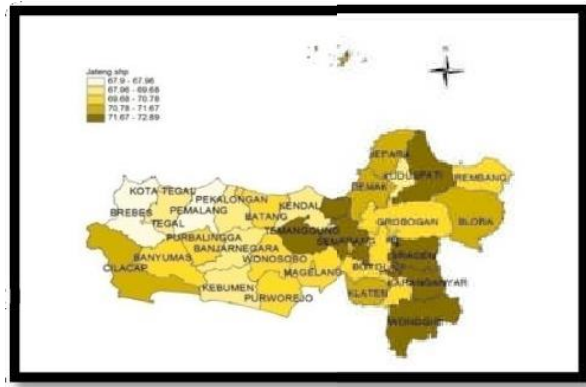 Jateng shp
67.9 - 67.96
67.96 - 69.68
69.68 - 70.78
70.78 - 71.67
71.67 - 72.89
JEPARA
KUDUS PATI
REMBANG
DEMAK
KOTA TEGAL
PEKALONGAN
KENDAL
BREBES
PEMALANG
BATANG
GROBOGAN
BLORA
TEGAL
TEMANGGUNG
SEMARANG
PURBALINGGA
BANJARNEGARA
SRAGEN
BANYUMAS
WONOSOBO
CILACAP
MAGELANG
KARANGANYAR
KEBUMEN
PURWOREJO
KLATEN